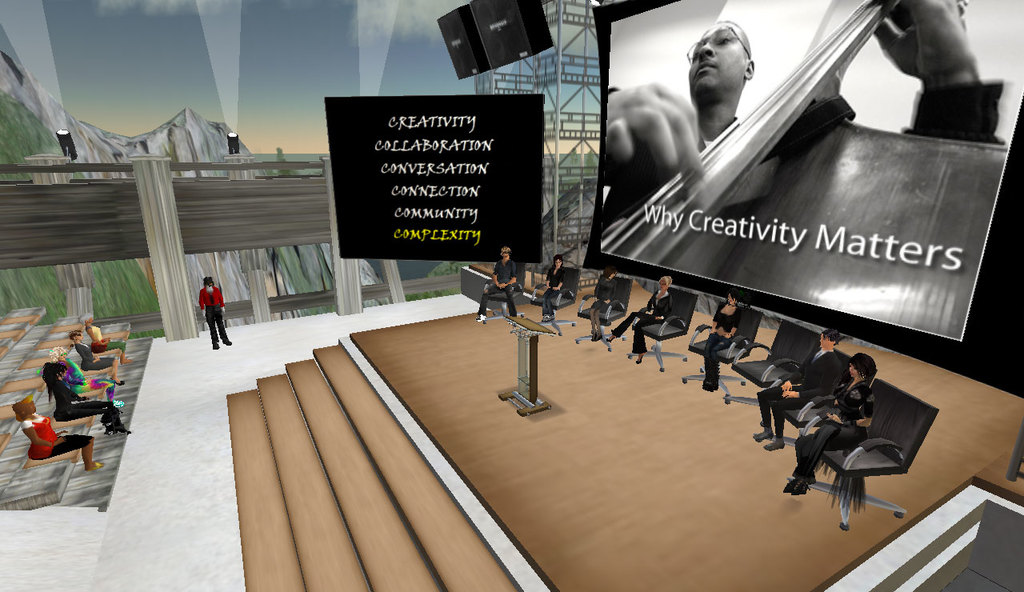 CREATIVITY
COLLABORATION
CONVERSATION
CONNECTION
COMMUNITY
COMPLEXITY
Why Creativity Matters